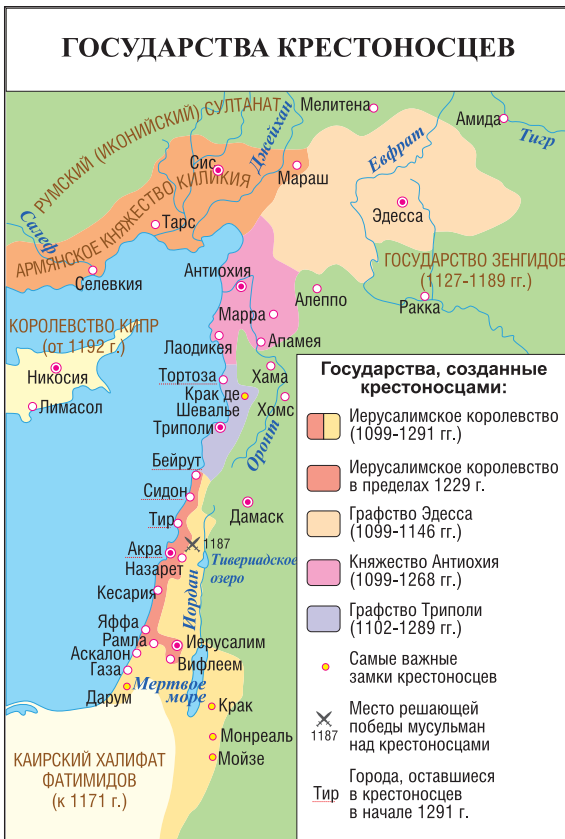 ГОСУДАРСТВА КРЕСТОНОСЦЕВ
РУМСКИЙ (ИКОНИЙСКИЙ) СУЛТАНАТ
Мелитена
Амида
Тигр
Евфрат
Джейхан
Сис
Мараш
Эдесса
АРМЯНСКОЕ КНЯЖЕСТВО КИЛИКИЯ
Салеф
Тарс
Селевкия
ГОСУДАРСТВО ЗЕНГИДОВ
(1127-1189 гг.)
Антиохия
Алеппо
Ракка
Марра
КОРОЛЕВСТВО КИПР
(от 1192 г.)
Лаодикея
Апамея
Никосия
Лимасол
Тортоза
Хама
Крак де
Шевалье
Хомс
Триполи
Оронт
Бейрут
Сидон
Дамаск
Тир
Акра
1187
Назарет
Тивериадское
озеро
Кесария
Иордан
Яффа
Рамла
Иерусалим
Аскалон
Вифлеем
Газа
Дарум
Мертвое
море
Крак
Монреаль
Мойзе
КАИРСКИЙ ХАЛИФАТ
ФАТИМИДОВ
(к 1171 г.)
Государства, созданные
крестоносцами:
Иерусалимское королевство
(1099-1291 гг.)
Иерусалимское королевство
в пределах 1229 г.
Графство Эдесса
(1099-1146 гг.)
Княжество Антиохия
(1099-1268 гг.)
Графство Триполи
(1102-1289 гг.)
Самые важные
замки крестоносцев
1187
Место решающей
победы мусульман
над крестоносцами
Тир
Города, оставшиеся
в крестоносцев
в начале 1291 г.